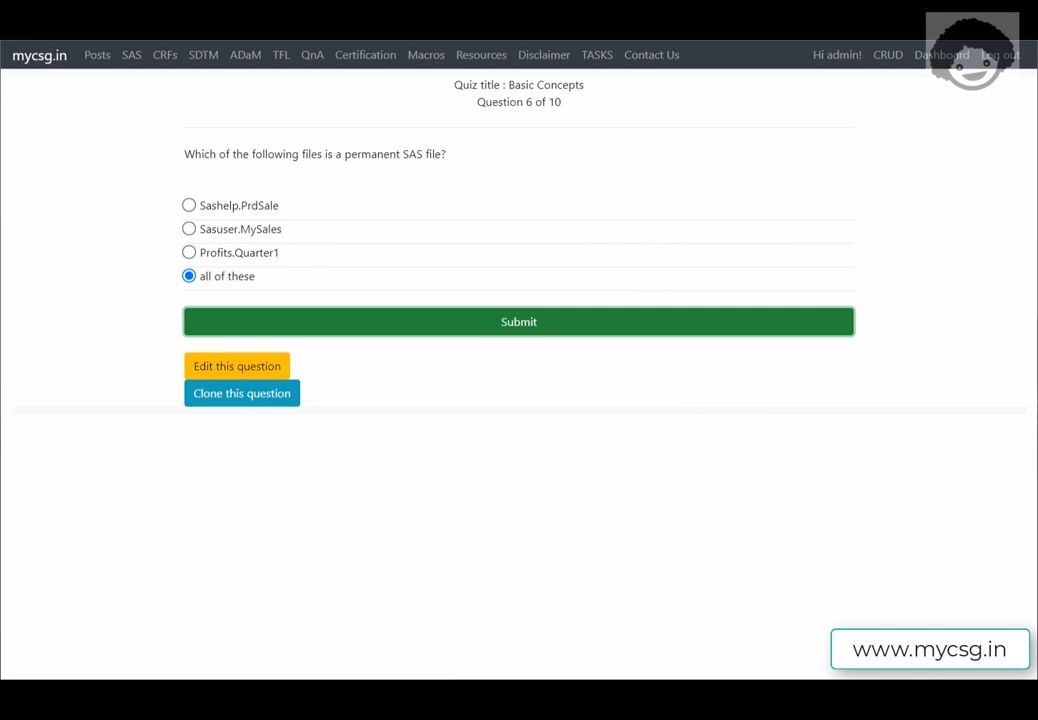 mycsg.in Posts SAS CRFs SDTM ADaM TFL QnA Certification Macros Resources Disclaimer TASKS Contact Us Hi admin! CRUD Dashboard Log out
Quiz title : Basic Concepts
Question 6 of 10
Which of the following files is a permanent SAS file?
Sashelp.PrdSale
Sasuser.MySales
Profits.Quarter1
all of these
Submit
Edit this question
Clone this question
www.mycsg.in